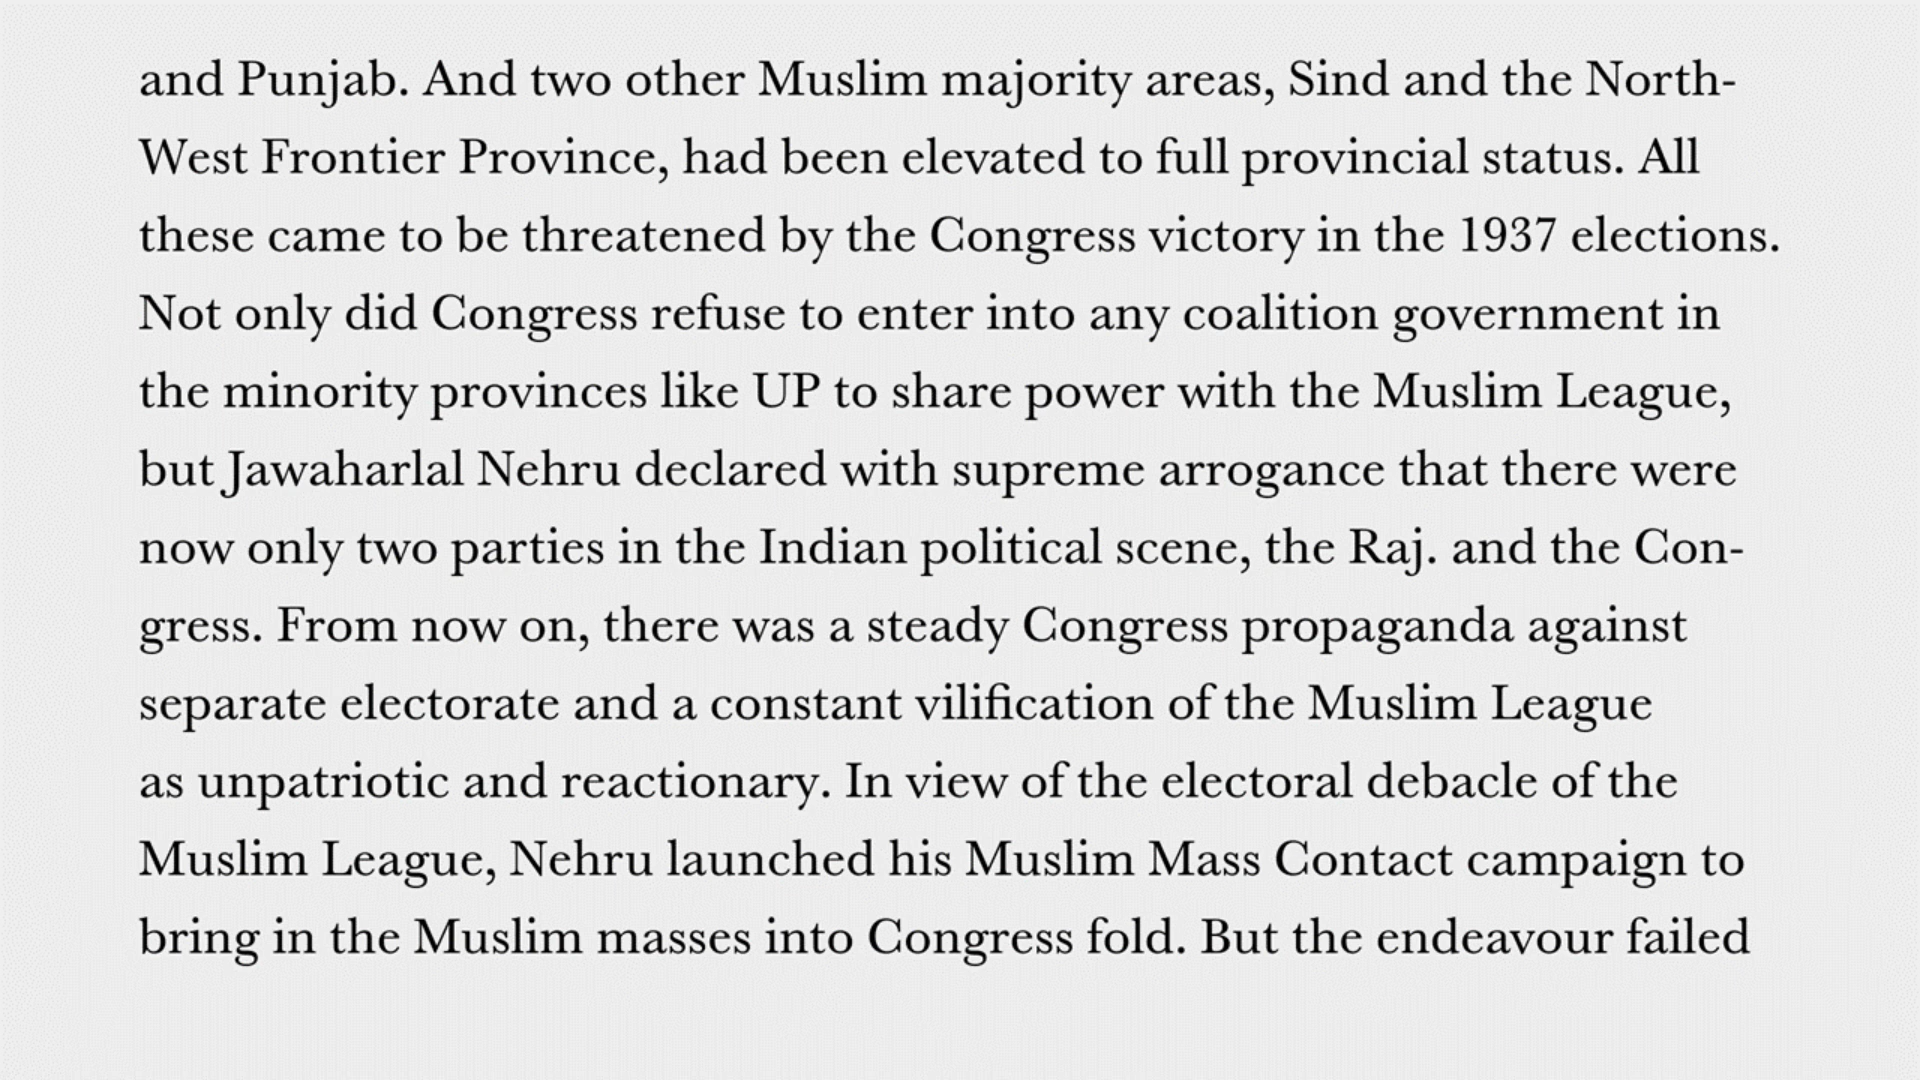 and Punjab. And two other Muslim majority areas, Sind and the North-
West Frontier Province, had been elevated to full provincial status. All
these came to be threatened by the Congress victory in the 1937 elections.
Not only did Congress refuse to enter into any coalition government in
the minority provinces like UP to share power with the Muslim League,
but Jawaharlal Nehru declared with supreme arrogance that there were
now only two parties in the Indian political scene, the Raj. and the Con-
gress. From now on, there was a steady Congress propaganda against
separate electorate and a constant vilification of the Muslim League
as unpatriotic and reactionary. In view of the electoral debacle of the
Muslim League, Nehru launched his Muslim Mass Contact campaign to
bring in the Muslim masses into Congress fold. But the endeavour failed